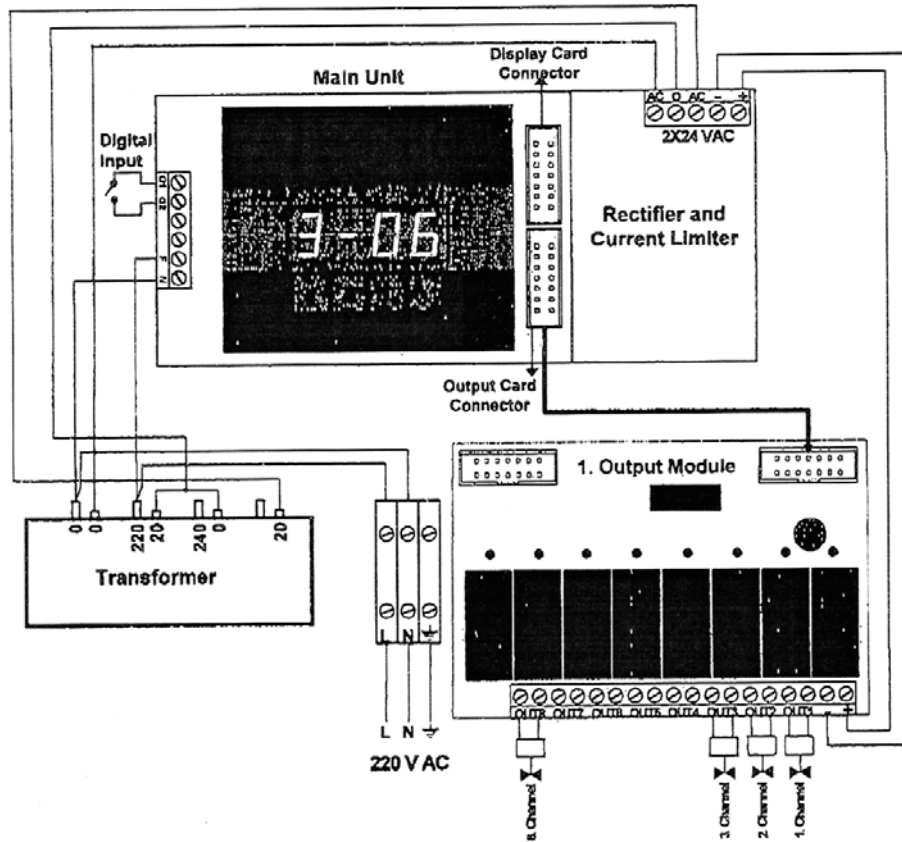 Display Card
Connector
Main Unit
AC 0 AC - +
2X24 VAC
Digital
Input
3-06
Rectifier and
Current Limiter
N
Output Card
Connector
1. Output Module
0 0 220 20 240 0 20
Transformer
L N
L N
220 V AC
OUT8 OUT7 OUT6 OUT5 OUT4 OUT3 OUT2 OUT1 - +
8. Channel
3. Channel
2. Channel
1. Channel